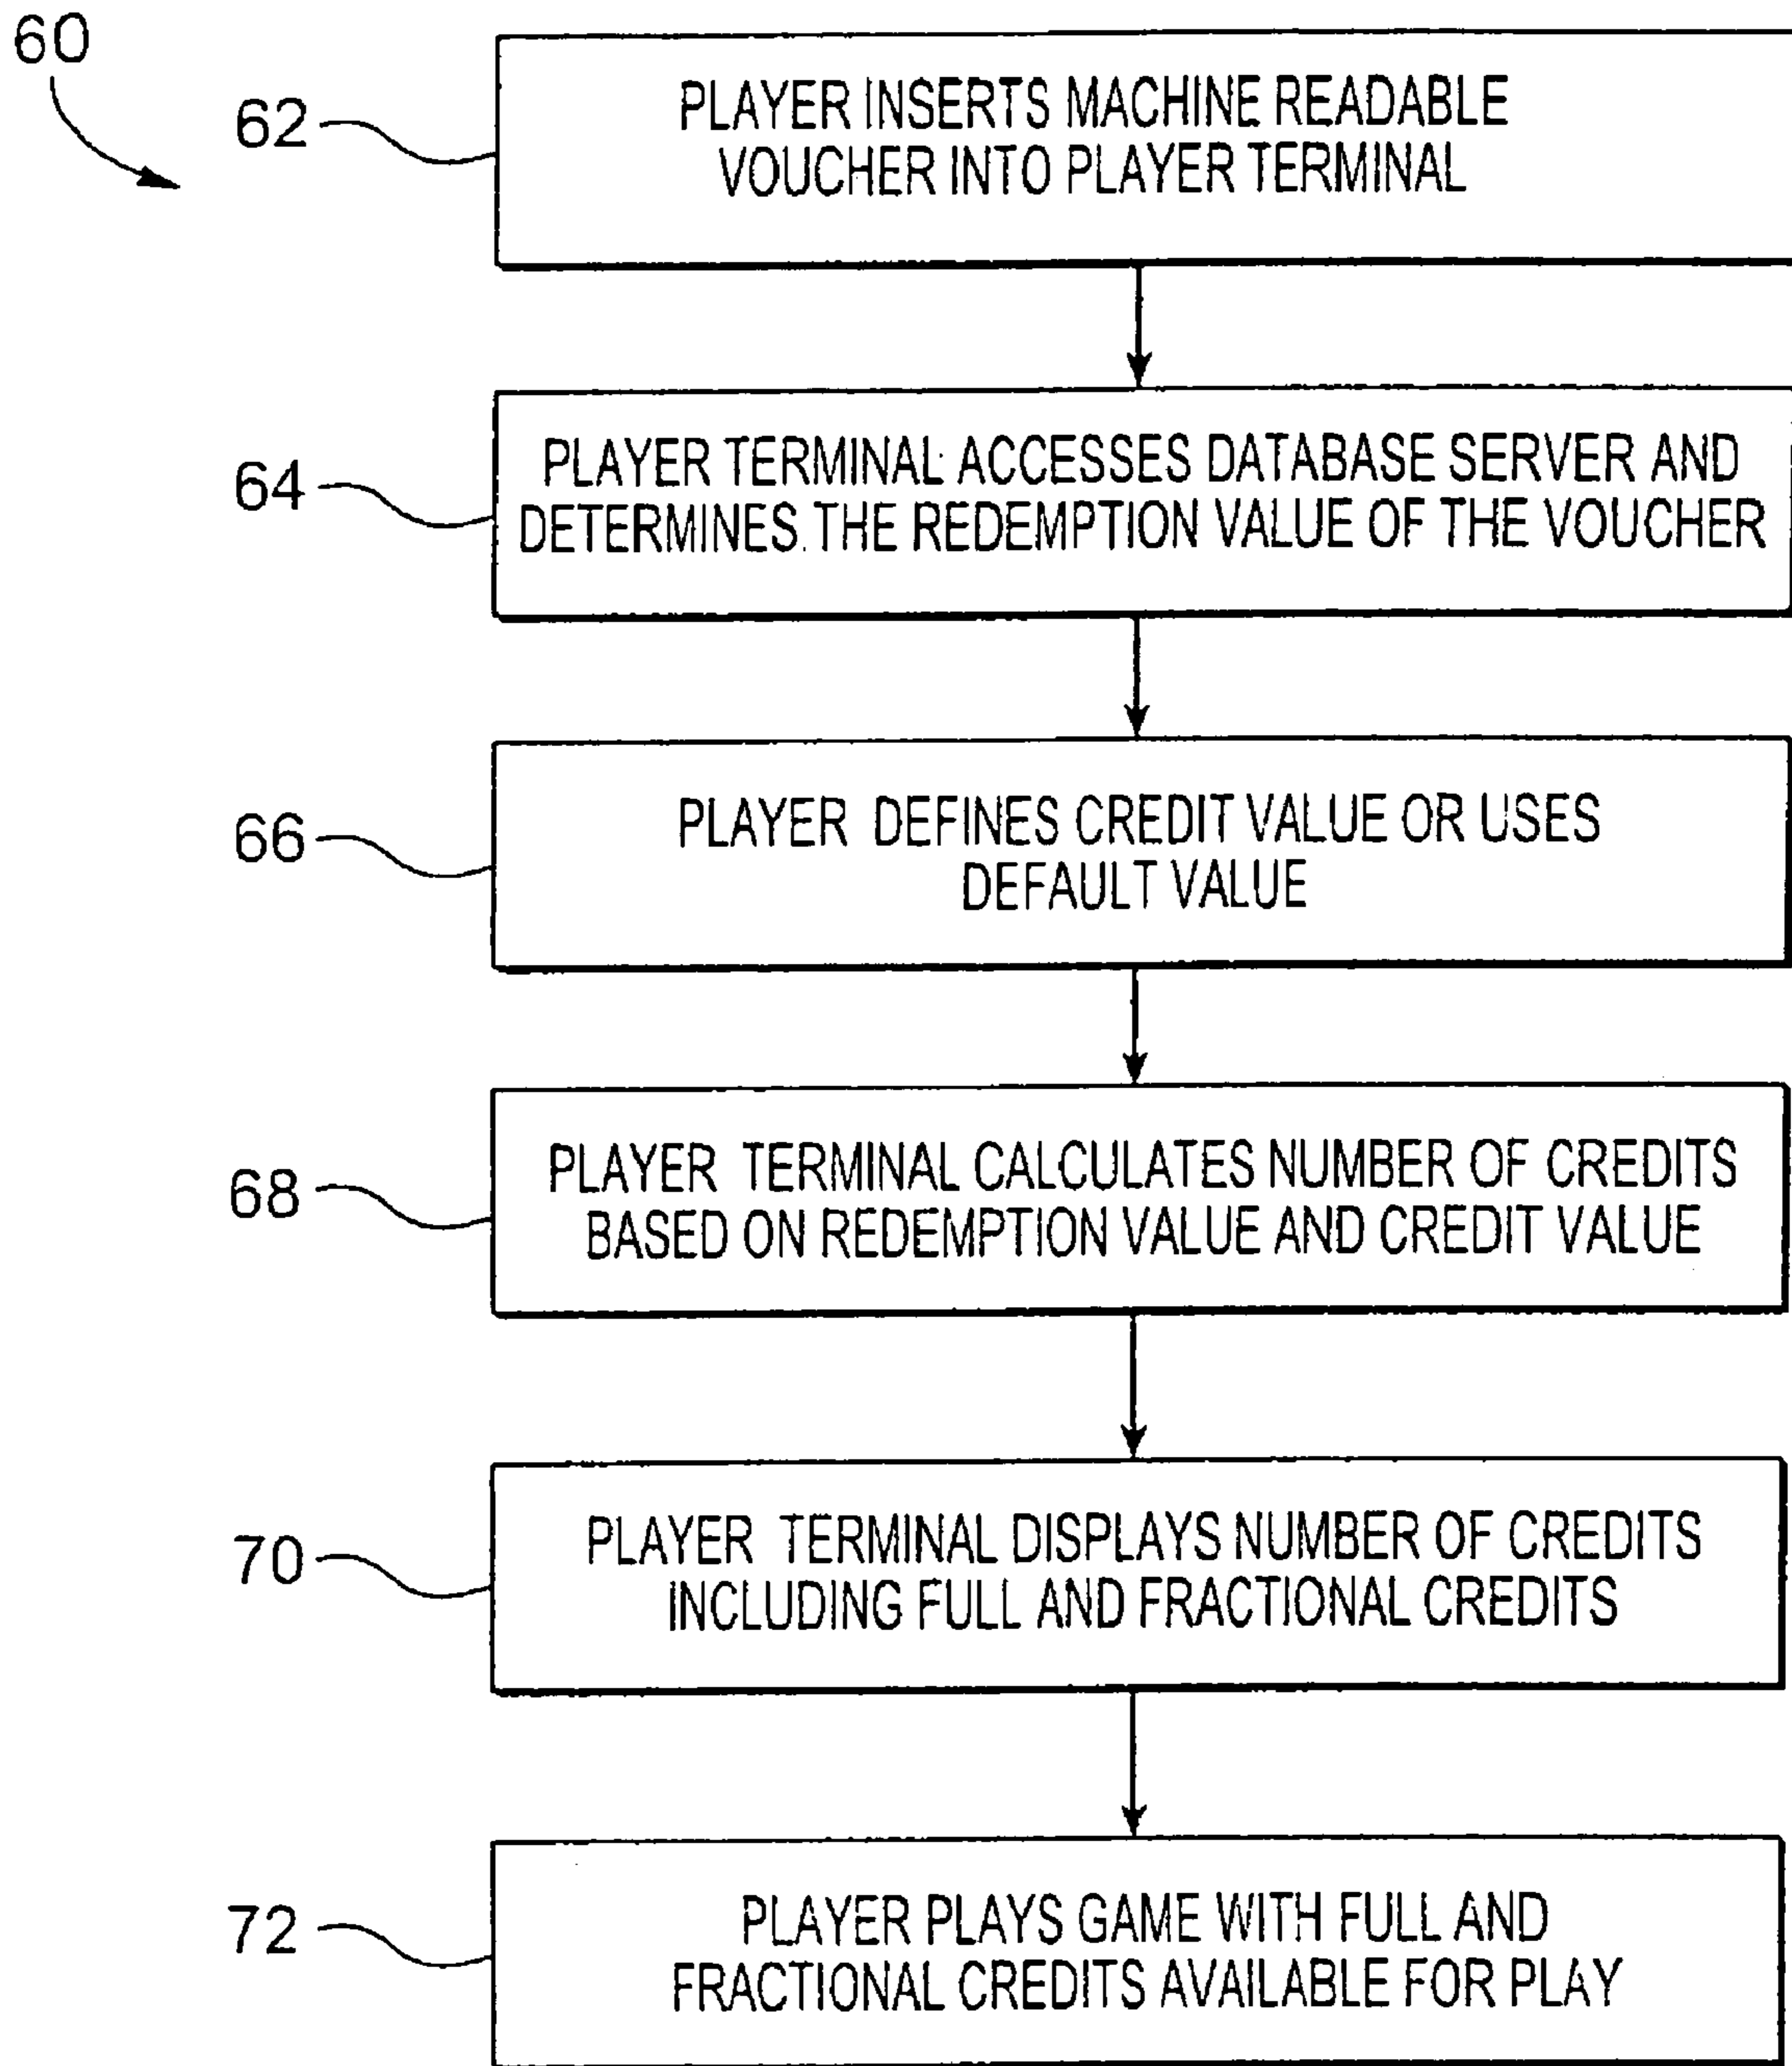 60
62
PLAYER INSERTS MACHINE READABLE
VOUCHER INTO PLAYER TERMINAL
64
PLAYER TERMINAL ACCESSES DATABASE SERVER AND
DETERMINES THE REDEMPTION VALUE OF THE VOUCHER
66
PLAYER DEFINES CREDIT VALUE OR USES
DEFAULT VALUE
68
PLAYER TERMINAL CALCULATES NUMBER OF CREDITS
BASED ON REDEMPTION VALUE AND CREDIT VALUE
70
PLAYER TERMINAL DISPLAYS NUMBER OF CREDITS
INCLUDING FULL AND FRACTIONAL CREDITS
72
PLAYER PLAYS GAME WITH FULL AND
FRACTIONAL CREDITS AVAILABLE FOR PLAY